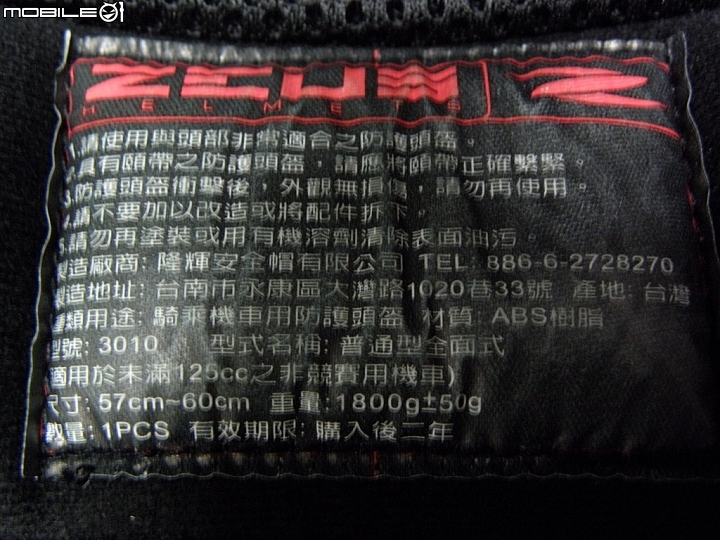 MOBILE01
ZEUS Z
HELMETS
1.請使用與頭部非常適合之防護頭盔。
2.具有頤帶之防護頭盔,請應將頤帶正確繫緊。
3.防護頭盔衝擊後,外觀無損傷,請勿再使用。
4.請不要加以改造或將配件折下。
5.請勿再塗裝或用有機溶劑清除表面油污。
製造廠商: 隆輝安全帽有限公司 TEL: 886-6-2728270
製造地址: 台南市永康區大灣路1020巷33號 產地: 台灣
種類用途: 騎乘機車用防護頭盔 材質: ABS樹脂
型號: 3010 型式名稱: 普通型全面式
(適用於未滿125cc之非競賽用機車)
尺寸: 57cm~60cm 重量:1800g±50g
數量:1PCS 有效期限: 購入後二年